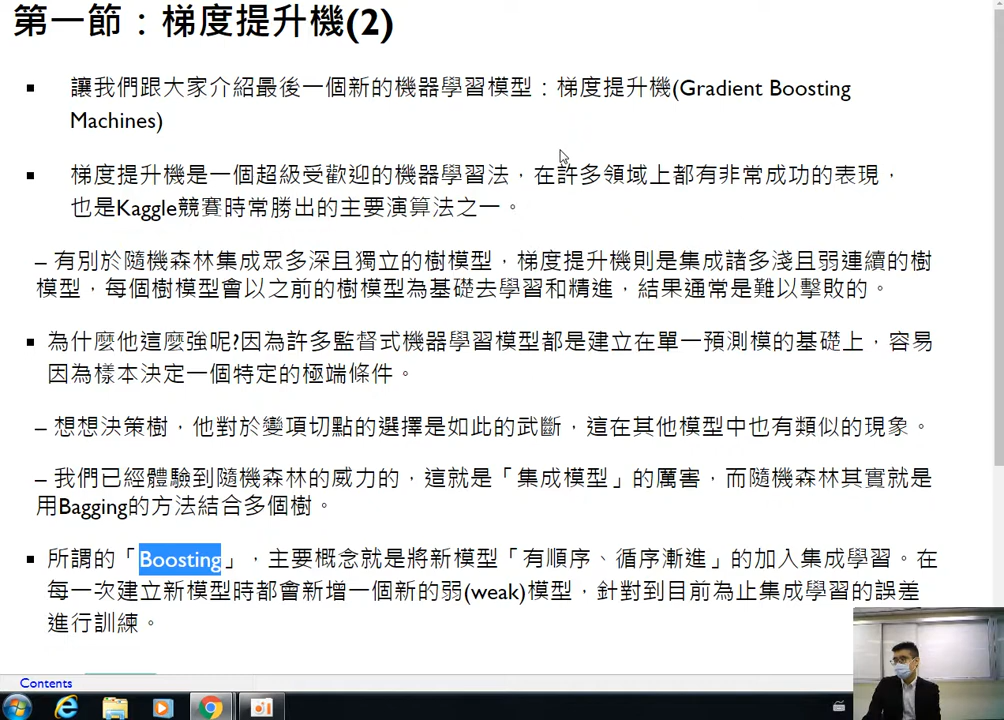 第一節：梯度提升機(2)
▪ 讓我們跟大家介紹最後一個新的機器學習模型：梯度提升機(Gradient Boosting
Machines)
▪ 梯度提升機是一個超級受歡迎的機器學習法，在許多領域上都有非常成功的表現，
也是Kaggle競賽時常勝出的主要演算法之一。
– 有別於隨機森林集成眾多深且獨立的樹模型，梯度提升機則是集成諸多淺且弱連續的樹
模型，每個樹模型會以之前的樹模型為基礎去學習和精進，結果通常是難以擊敗的。
▪ 為什麼他這麼強呢?因為許多監督式機器學習模型都是建立在單一預測模的基礎上，容易
因為樣本決定一個特定的極端條件。
– 想想決策樹，他對於變項切點的選擇是如此的武斷，這在其他模型中也有類似的現象。
– 我們已經體驗到隨機森林的威力的，這就是「集成模型」的厲害，而隨機森林其實就是
用Bagging的方法結合多個樹。
▪ 所謂的「Boosting」，主要概念就是將新模型「有順序、循序漸進」的加入集成學習。在
每一次建立新模型時都會新增一個新的弱(weak)模型，針對到目前為止集成學習的誤差
進行訓練。
Contents